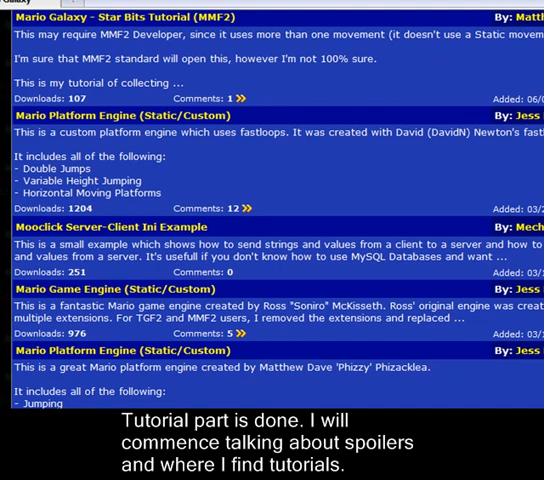 Mario Galaxy - Star Bits Tutorial (MMF2) By: Matt
This may require MMF2 Developer, since it uses more than one movement (it doesn't use a Static movem
I'm sure that MMF2 standard will open this, however I'm not 100% sure.
This is my tutorial of collecting ...
Downloads: 107 Comments: 1 Added: 06/
Mario Platform Engine (Static/Custom) By: Jess
This is a custom platform engine which uses fastloops. It was created with David (DavidN) Newton's fast
It includes all of the following:
- Double Jumps
- Variable Height Jumping
- Horizontal Moving Platforms
Downloads: 1204 Comments: 12 Added: 03/
Mooclick Server-Client Ini Example By: Mech
This is a small example which shows how to send strings and values from a client to a server and how to
and values from a server. It's usefull if you don't know how to use MySQL Databases and want ...
Downloads: 251 Comments: 0 Added: 03/
Mario Game Engine (Static/Custom) By: Jess
This is a fantastic Mario game engine created by Ross "Soniro" McKisseth. Ross' original engine was creat
multiple extensions. For TGF2 and MMF2 users, I removed the extensions and replaced ...
Downloads: 976 Comments: 5 Added: 03/
Mario Platform Engine (Static/Custom) By: Jess
This is a great Mario platform engine created by Matthew Dave 'Phizzy' Phizacklea.
It includes all of the following:
- Jumping
Tutorial part is done. I will
commence talking about spoilers
and where I find tutorials.